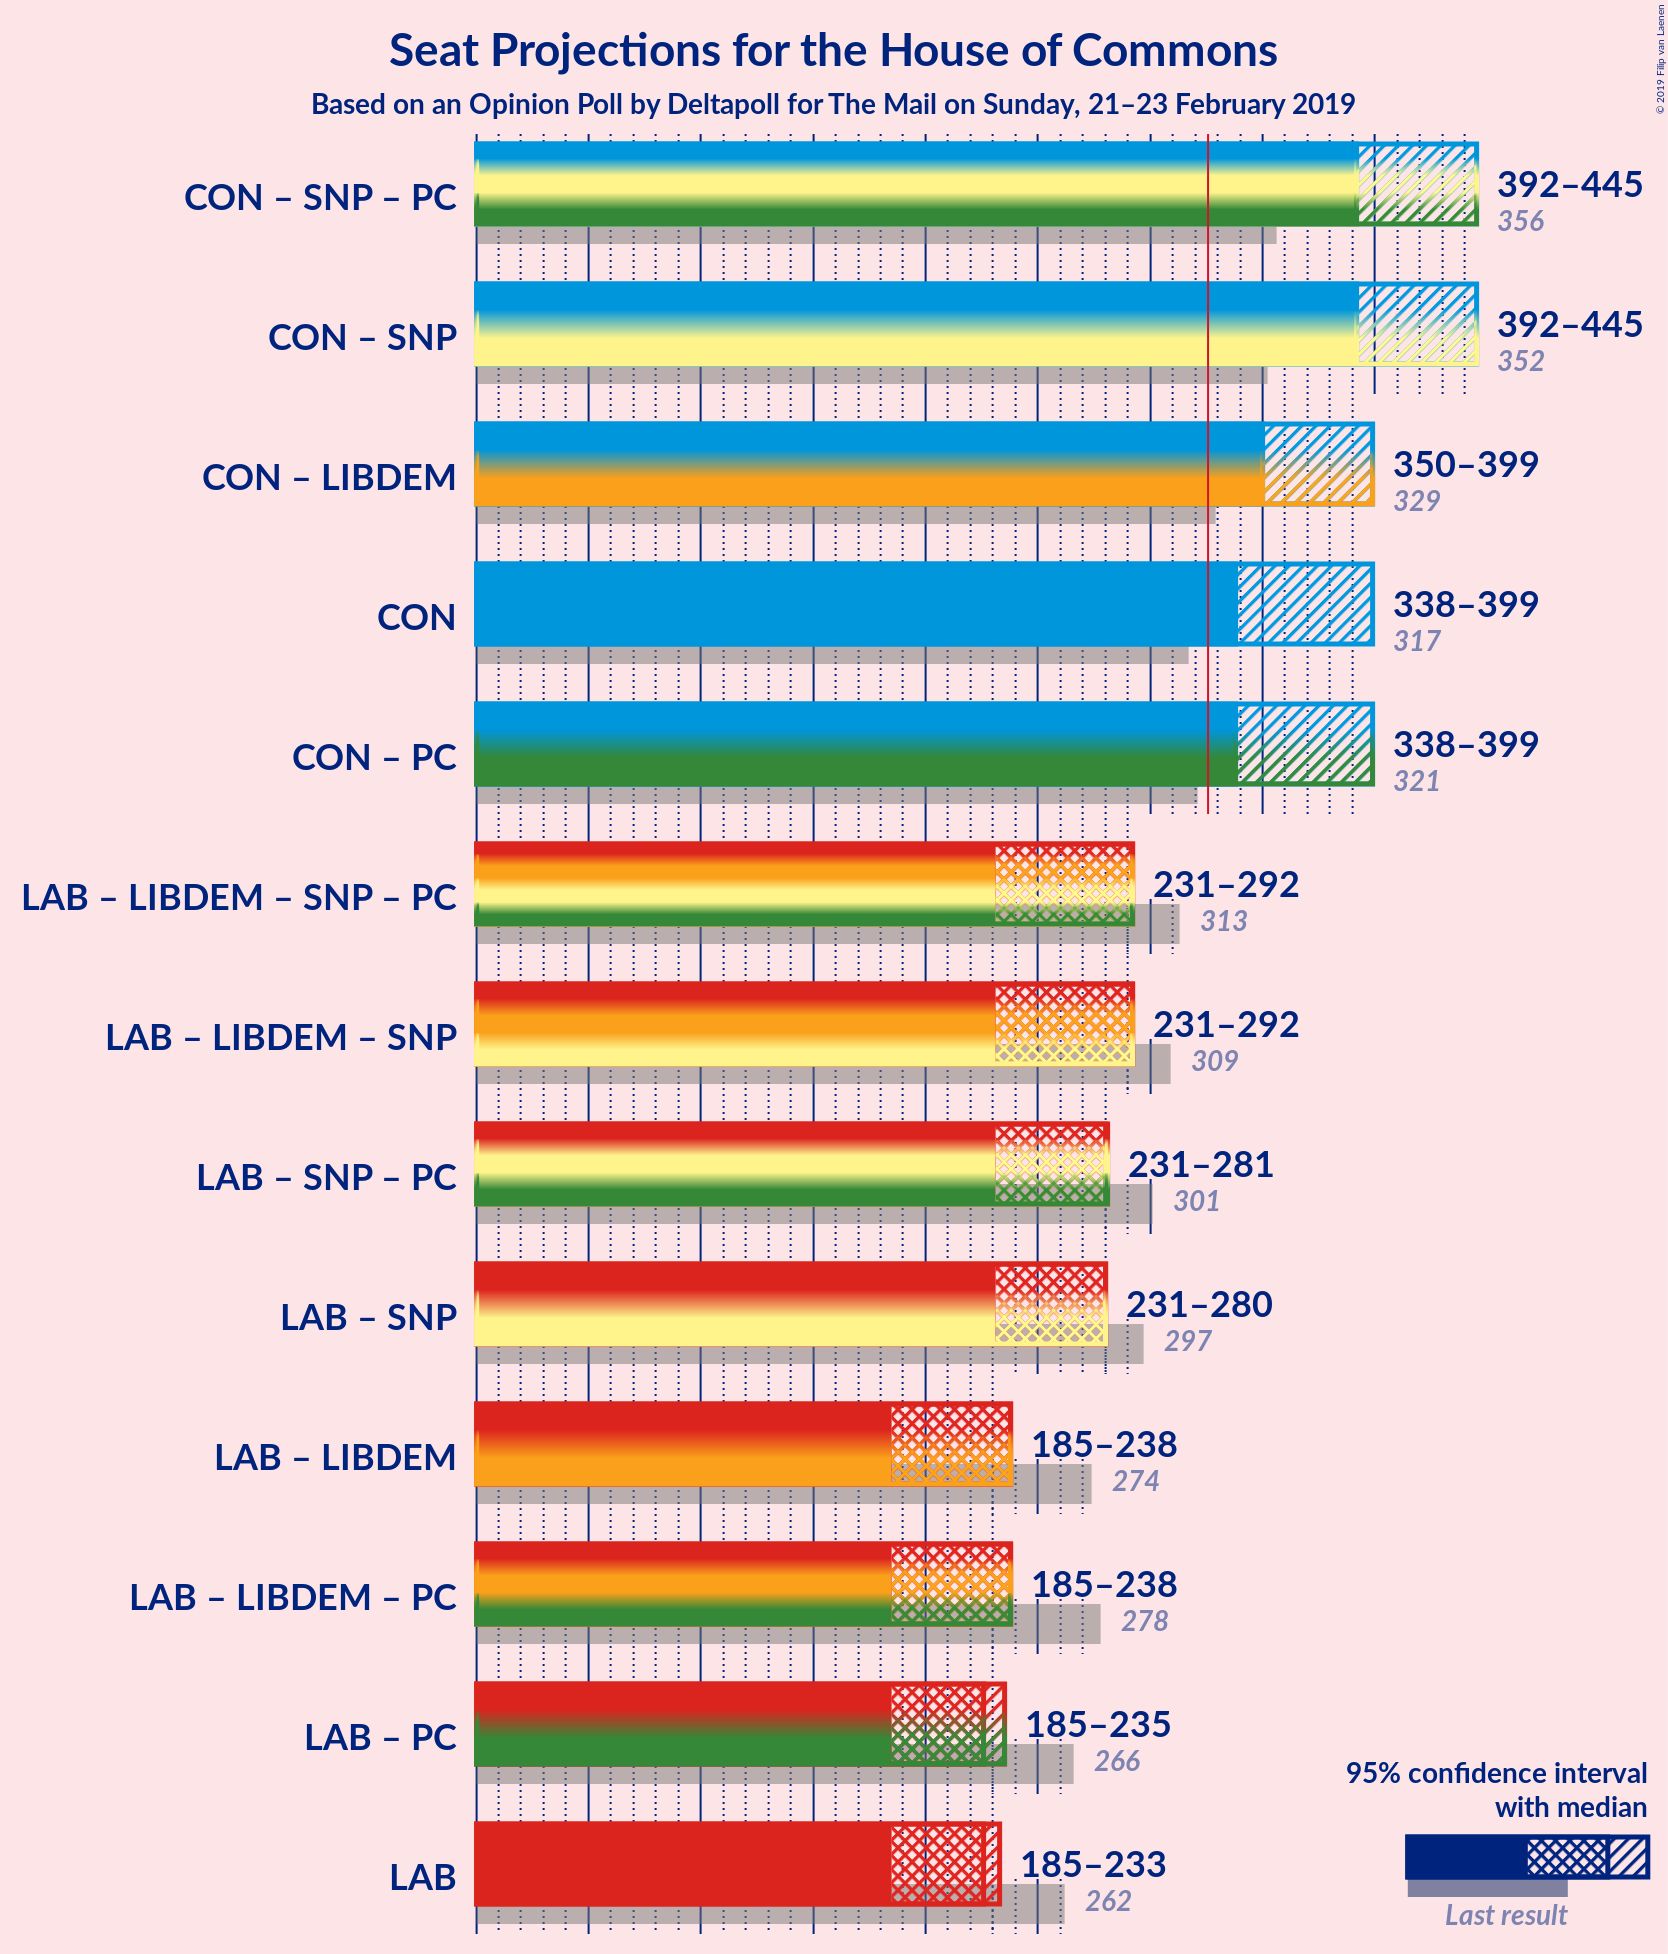 © 2019 Filip van Laenen
Seat Projections for the House of Commons
Based on an Opinion Poll by Deltapoll for The Mail on Sunday, 21–23 February 2019
CON – SNP – PC
392–445
356
CON – SNP
392–445
352
CON – LIBDEM
350–399
329
CON
338–399
317
CON – PC
338–399
321
LAB – LIBDEM – SNP – PC
231–292
313
LAB – LIBDEM – SNP
231–292
309
LAB – SNP – PC
231–281
301
LAB – SNP
231–280
297
LAB – LIBDEM
185–238
274
LAB – LIBDEM – PC
185–238
278
LAB – PC
185–235
266
LAB
185–233
262
95% confidence interval
with median
Last result